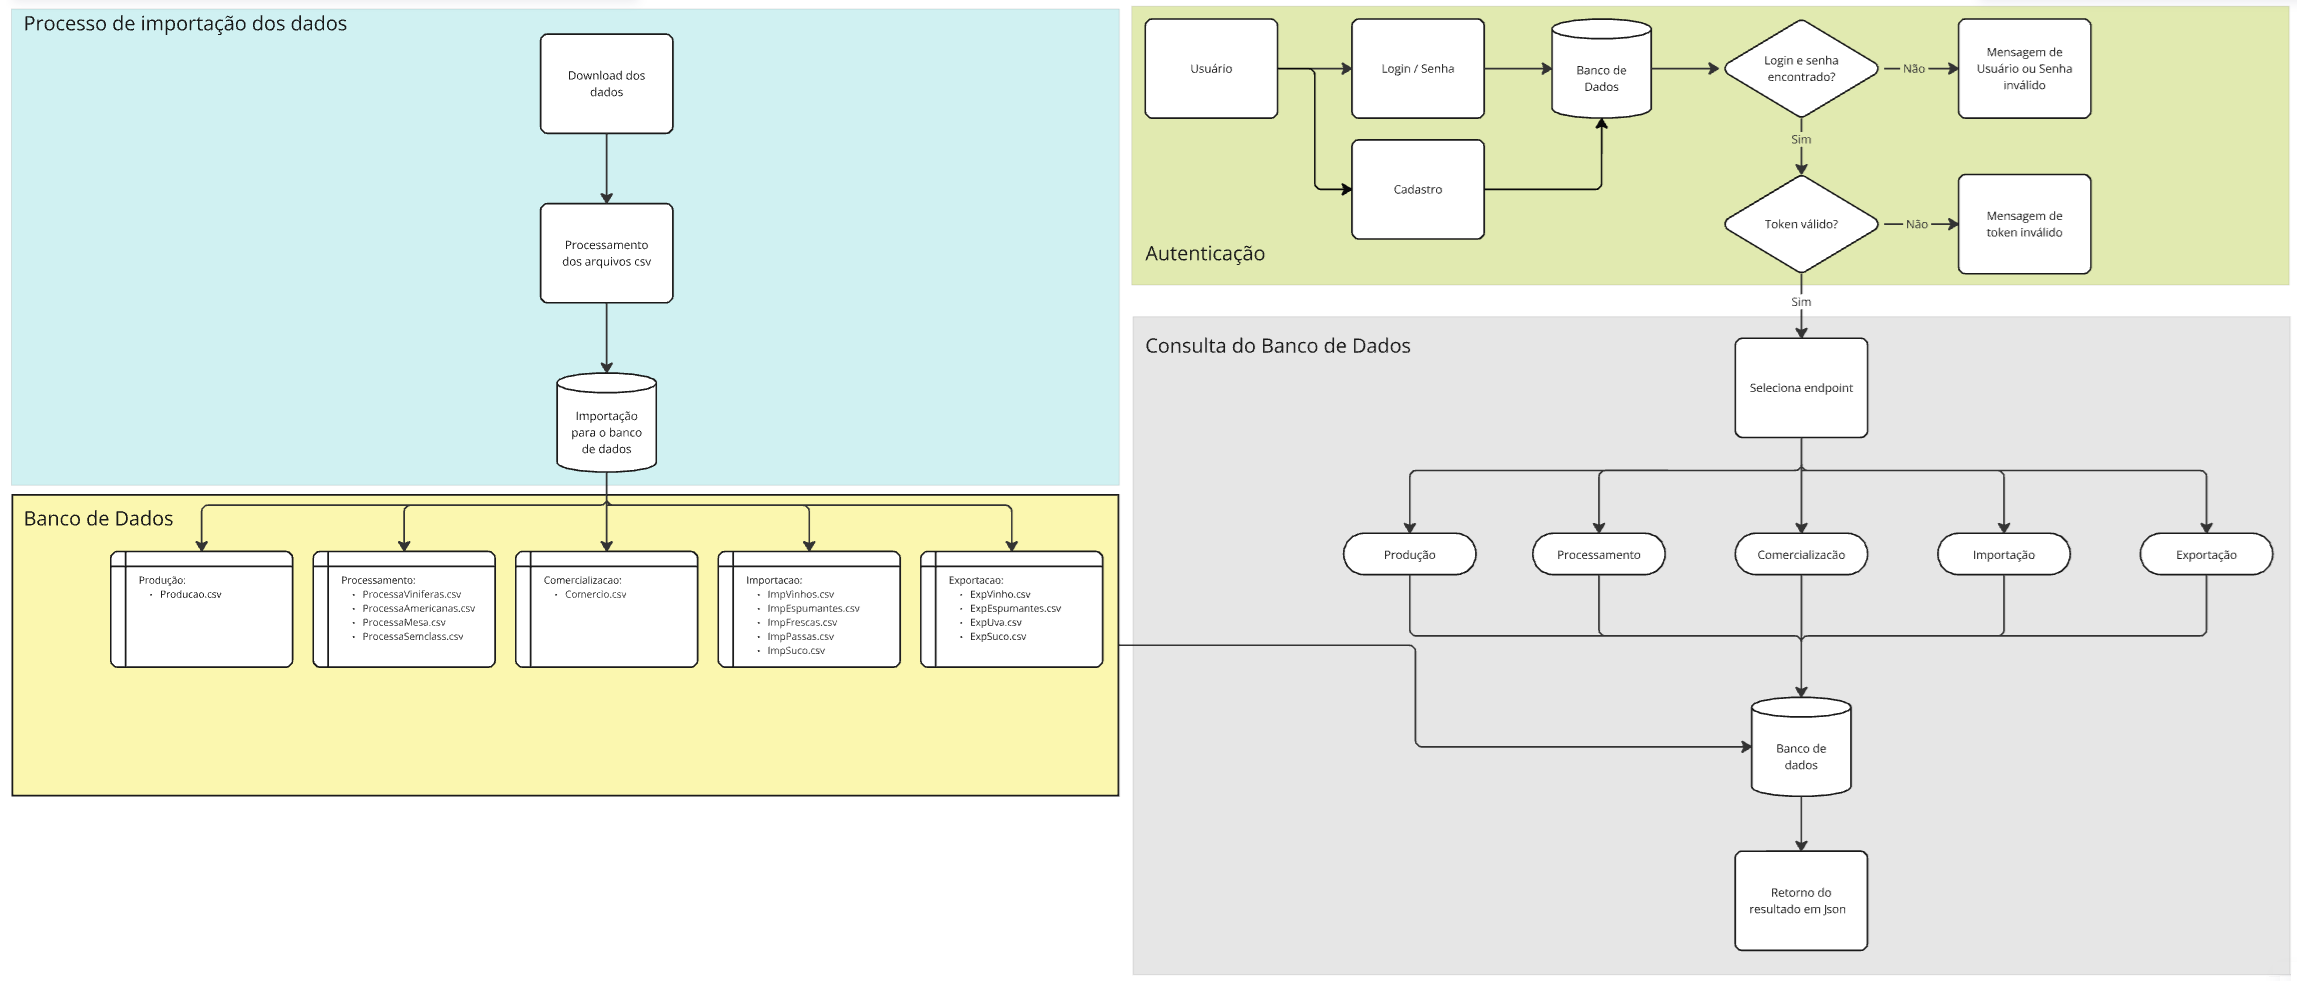 Processo de importação dos dados
Download dos
dados
Processamento
dos arquivos csv
Importação
para o banco
de dados
Banco de Dados
Produção:
• Producao.csv
Processamento:
• ProcessaViniferas.csv
• ProcessaAmericanas.csv
• ProcessaMesa.csv
• ProcessaSemclass.csv
Comercializacao:
• Comercio.csv
Importacao:
• ImpVinhos.csv
• ImpEspumantes.csv
• ImpFrescas.csv
• ImpPassas.csv
• ImpSuco.csv
Exportacao:
• ExpVinho.csv
• ExpEspumantes.csv
• ExpUva.csv
• ExpSuco.csv
Usuário
Login / Senha
Banco de
Dados
Login e senha
encontrado?
Não
Mensagem de
Usuário ou Senha
inválido
Sim
Cadastro
Token válido?
Não
Mensagem de
token inválido
Autenticação
Sim
Consulta do Banco de Dados
Seleciona endpoint
Produção
Processamento
Comercializacão
Importação
Exportação
Banco de
dados
Retorno do
resultado em Json